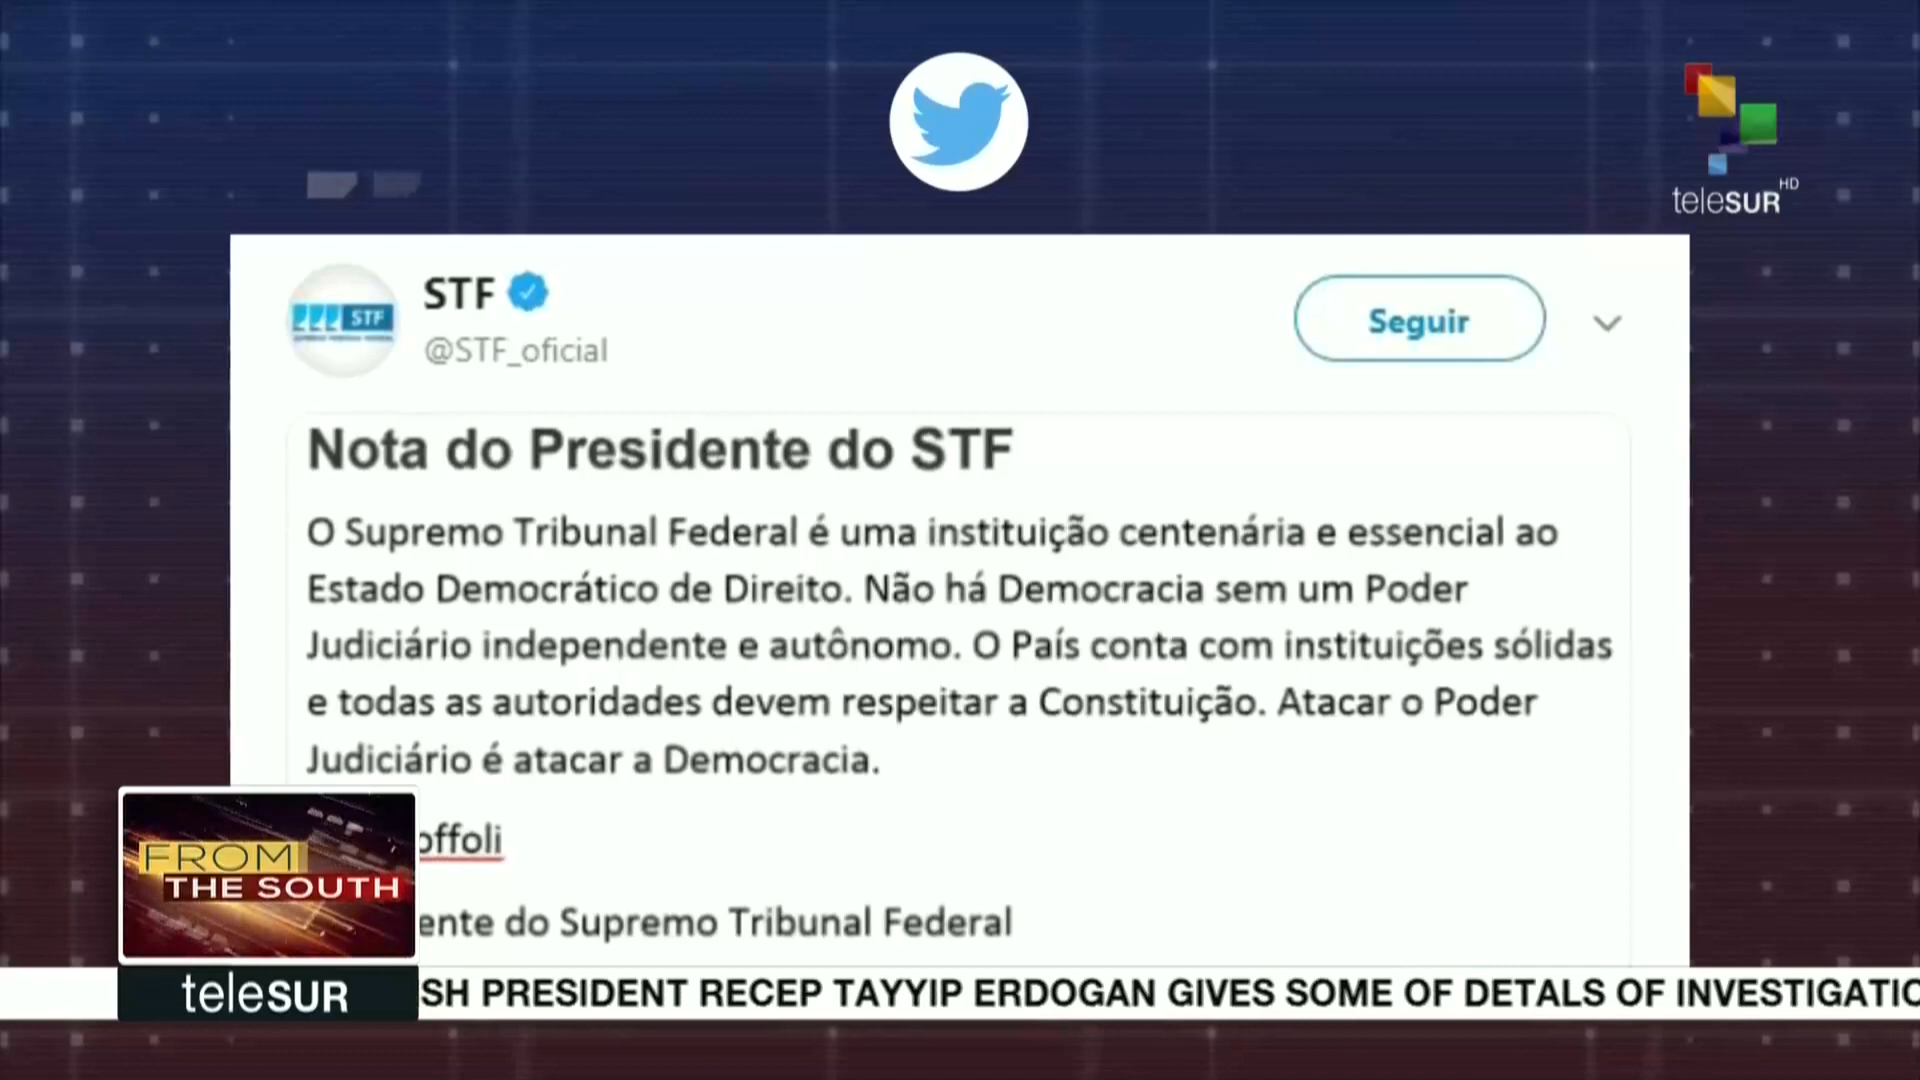 teleSUR HD
STF
STF
@STF_oficial
Seguir
Nota do Presidente do STF
O Supremo Tribunal Federal é uma instituição centenária e essencial ao
Estado Democrático de Direito. Não há Democracia sem um Poder
Judiciário independente e autônomo. O País conta com instituições sólidas
e todas as autoridades devem respeitar a Constituição. Atacar o Poder
Judiciário é atacar a Democracia.
offoli
ente do Supremo Tribunal Federal
FROM
THE SOUTH
teleSUR
SH PRESIDENT RECEP TAYYIP ERDOGAN GIVES SOME OF DETALS OF INVESTIGATIO